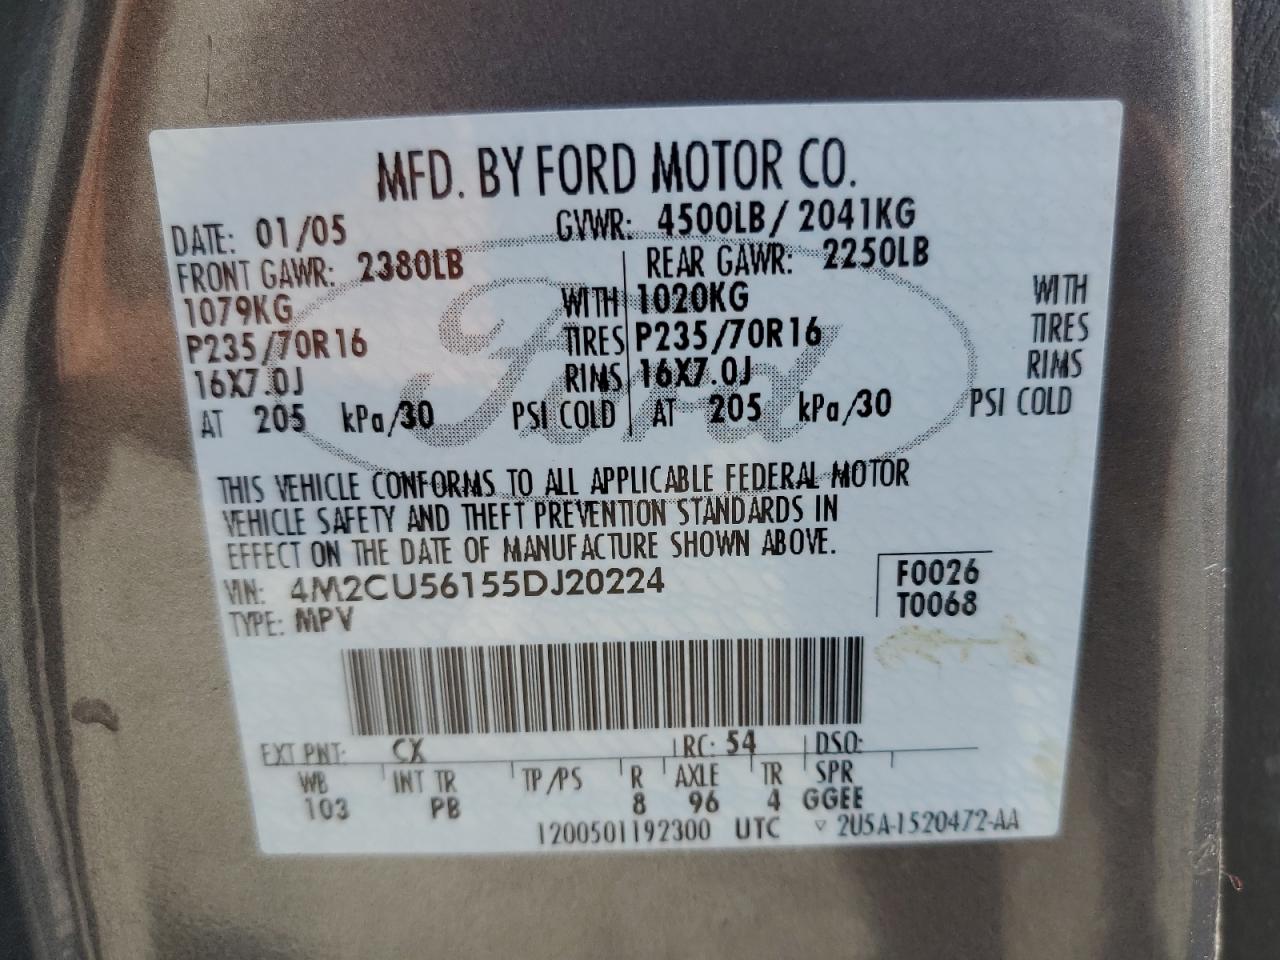 MFD. BY FORD MOTOR CO.
DATE: 01/05 GVWR: 4500LB/ 2041KG
FRONT GAWR: 2380LB REAR GAWR: 2250LB
1079KG WITH 1020KG WITH
P235/70R16 TIRES P235/70R16 TIRES
16X7.0J RIMS 16X7.0J RIMS
AT 205 kPa/30 PSI COLD AT 205 kPa/30 PSI COLD
Ford
THIS VEHICLE CONFORMS TO ALL APPLICABLE FEDERAL MOTOR
VEHICLE SAFETY AND THEFT PREVENTION STANDARDS IN
EFFECT ON THE DATE OF MANUFACTURE SHOWN ABOVE.
VIN: 4M2CU56155DJ20224 F0026
TYPE: MPV T0068
EXT PNT: CX RC: 54 DSO:
WB INT TR TP/PS R AXLE TR SPR
103 PB 8 96 4 GGEE
1200501192300 UTC ▽ 2U5A-1520472-AA